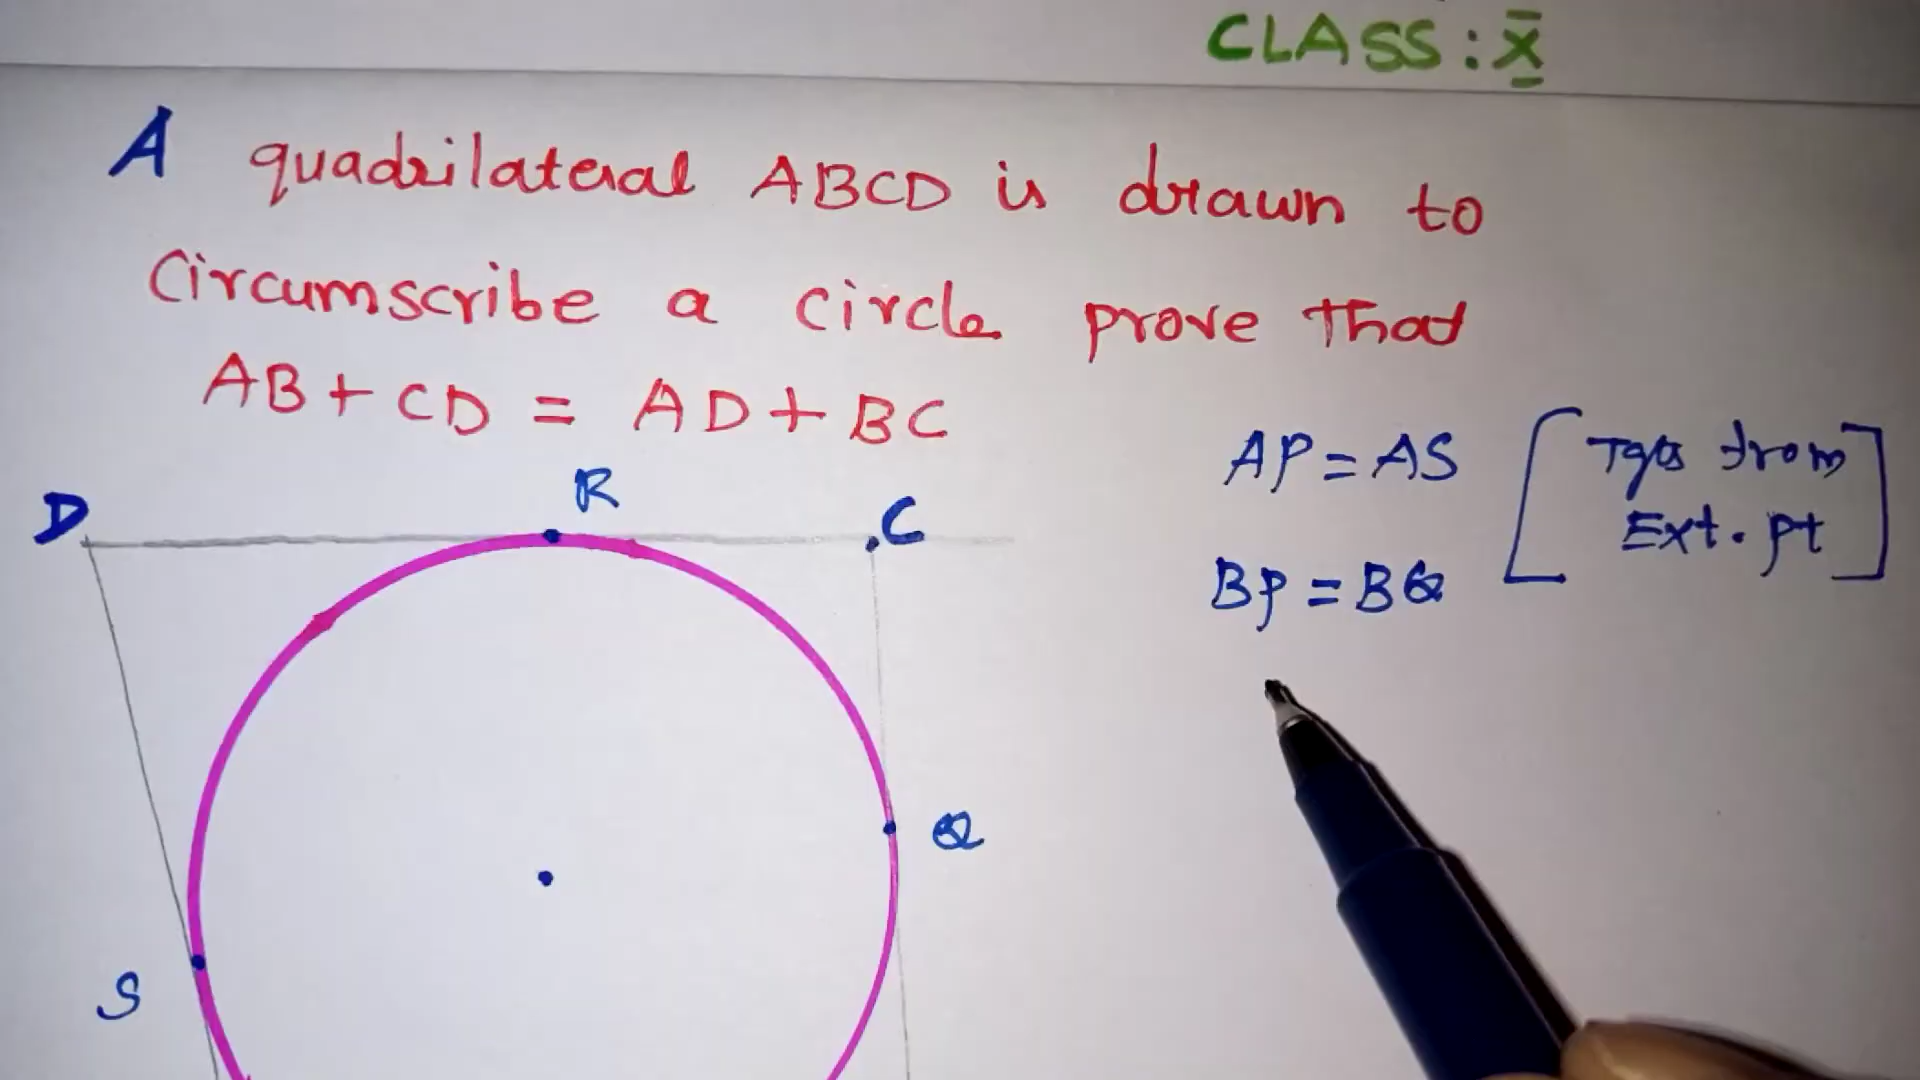 CLASS: X
A quadrilateral ABCD is drawn to
Circumscribe a circle prove that
AB + CD = AD + BC
AP = AS [Tgts from
Ext. pt]
BP = BQ
D
R
C
Q
S